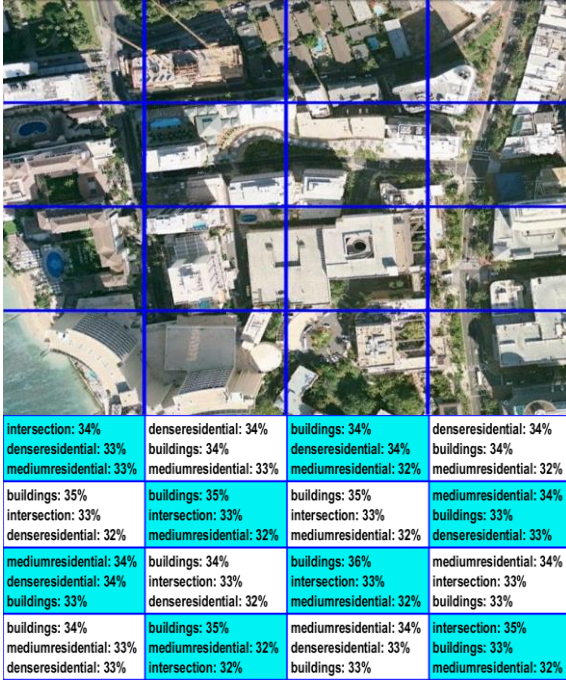 intersection: 34%
denseresidential: 33%
mediumresidential: 33%
denseresidential: 34%
buildings: 34%
mediumresidential: 33%
buildings: 34%
denseresidential: 34%
mediumresidential: 32%
denseresidential: 34%
buildings: 34%
mediumresidential: 32%
buildings: 35%
intersection: 33%
denseresidential: 32%
buildings: 35%
intersection: 33%
mediumresidential: 32%
buildings: 35%
intersection: 33%
mediumresidential: 32%
mediumresidential: 34%
buildings: 33%
denseresidential: 33%
mediumresidential: 34%
denseresidential: 34%
buildings: 33%
buildings: 34%
intersection: 33%
denseresidential: 32%
buildings: 36%
intersection: 33%
mediumresidential: 32%
mediumresidential: 34%
intersection: 33%
buildings: 33%
buildings: 34%
mediumresidential: 33%
denseresidential: 33%
buildings: 35%
mediumresidential: 32%
intersection: 32%
mediumresidential: 34%
denseresidential: 33%
buildings: 33%
intersection: 35%
buildings: 33%
mediumresidential: 32%